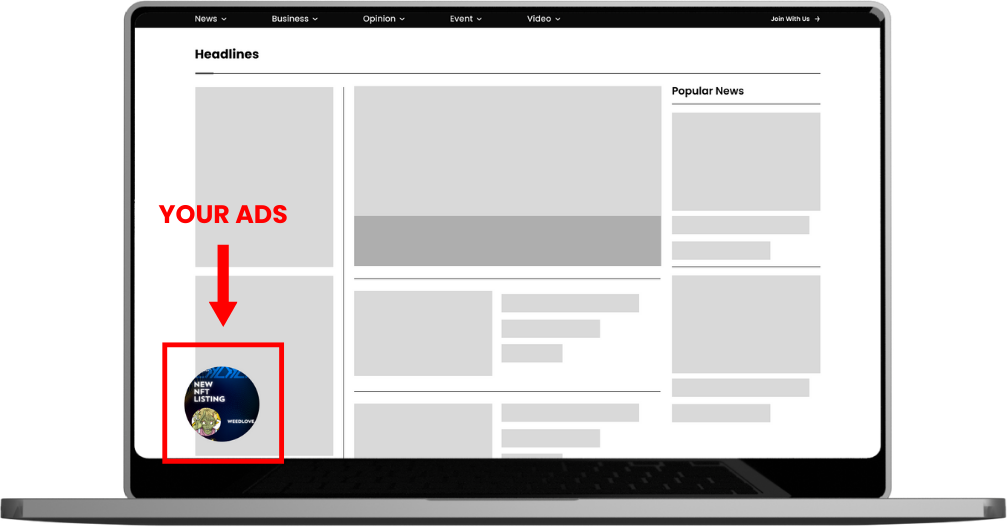 News
Business
Opinion
Event
Video
Join With Us
Headlines
Popular News
YOUR ADS
NEW
NFT
LISTING
WEEDLOVE